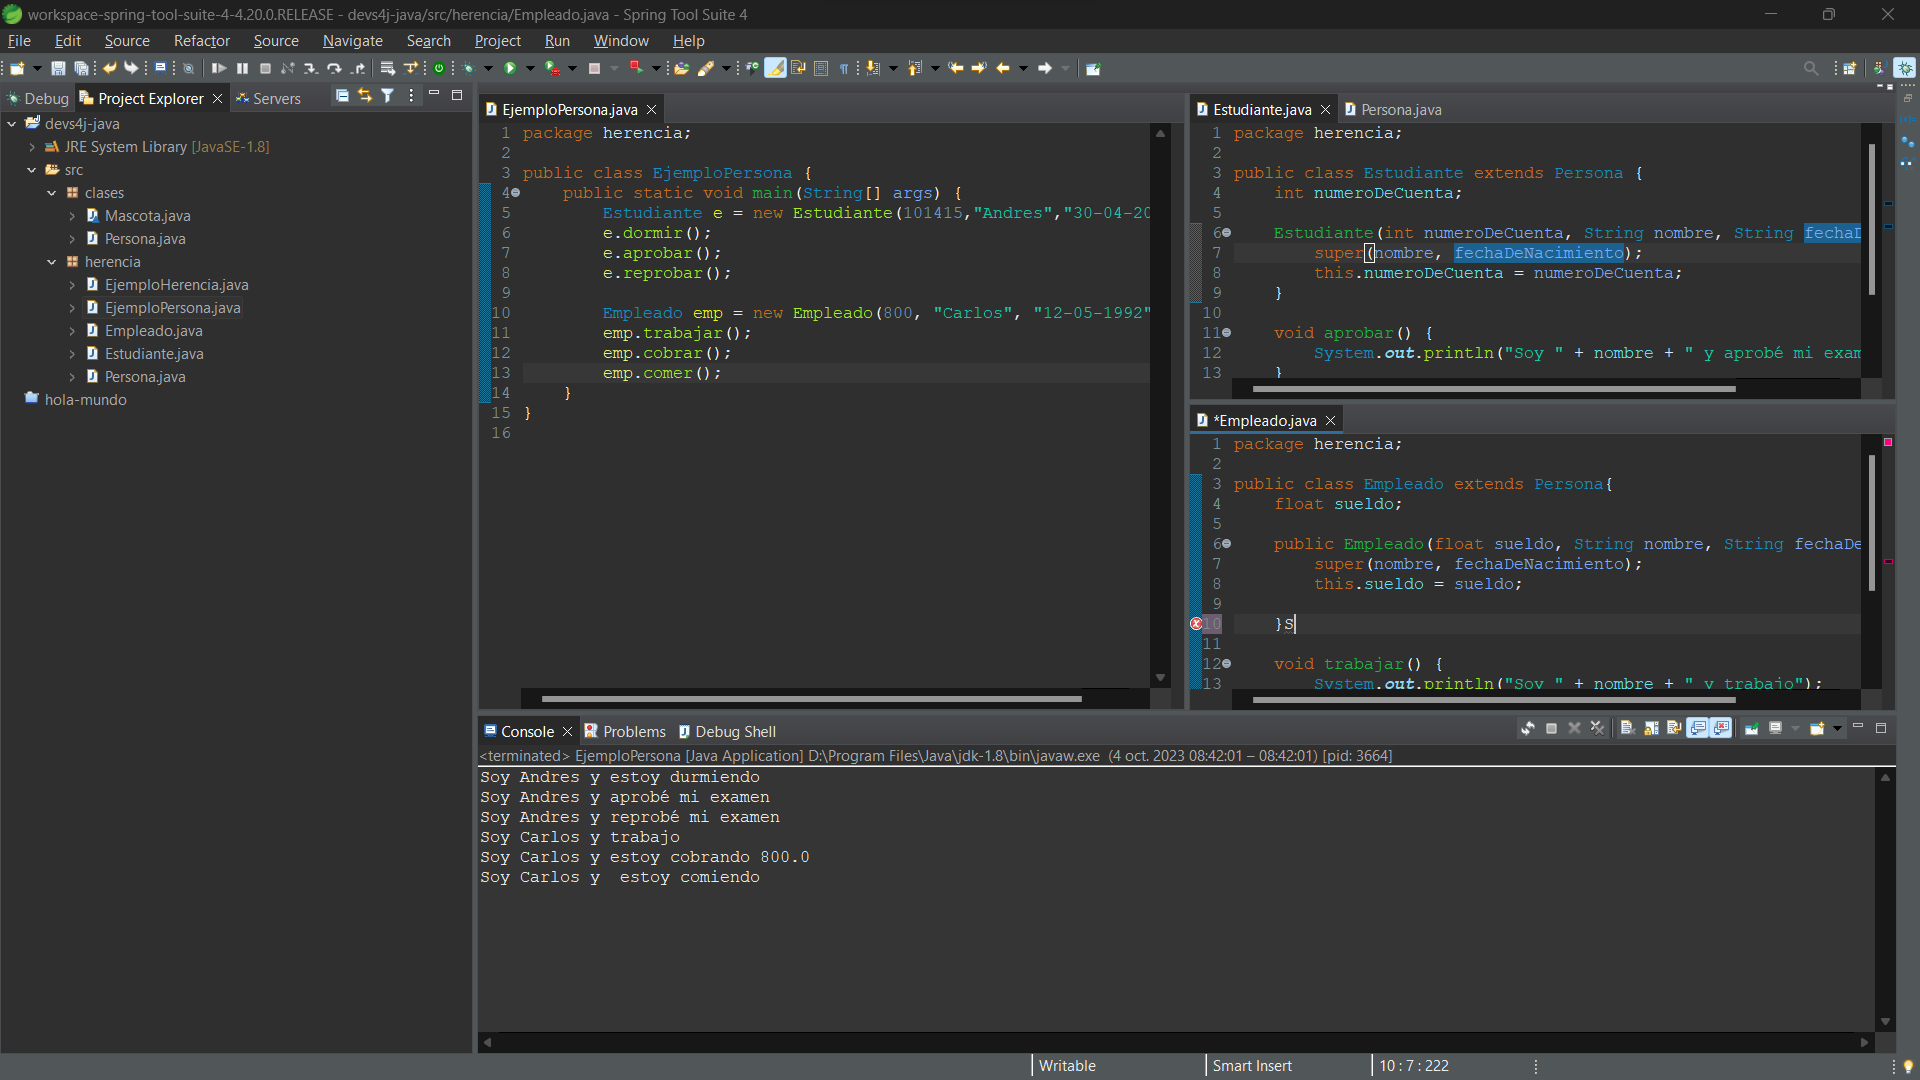 workspace-spring-tool-suite-4-4.20.0.RELEASE - devs4j-java/src/herencia/Empleado.java - Spring Tool Suite 4
File Edit Source Refactor Source Navigate Search Project Run Window Help
Debug Project Explorer Servers
devs4j-java
JRE System Library [JavaSE-1.8]
src
clases
Mascota.java
Persona.java
herencia
EjemploHerencia.java
EjemploPersona.java
Empleado.java
Estudiante.java
Persona.java
hola-mundo
EjemploPersona.java
1 package herencia;
2
3 public class EjemploPersona {
4 public static void main(String[] args) {
5 Estudiante e = new Estudiante(101415,"Andres","30-04-20
6 e.dormir();
7 e.aprobar();
8 e.reprobar();
9
10 Empleado emp = new Empleado(800, "Carlos", "12-05-1992"
11 emp.trabajar();
12 emp.cobrar();
13 emp.comer();
14 }
15 }
16
Estudiante.java Persona.java
1 package herencia;
2
3 public class Estudiante extends Persona {
4 int numeroDeCuenta;
5
6 Estudiante(int numeroDeCuenta, String nombre, String fechaD
7 super(nombre, fechaDeNacimiento);
8 this.numeroDeCuenta = numeroDeCuenta;
9 }
10
11 void aprobar() {
12 System.out.println("Soy " + nombre + " y aprobé mi exam
13 }
*Empleado.java
1 package herencia;
2
3 public class Empleado extends Persona{
4 float sueldo;
5
6 public Empleado(float sueldo, String nombre, String fechaDe
7 super(nombre, fechaDeNacimiento);
8 this.sueldo = sueldo;
9
10 }S
11
12 void trabajar() {
13 System.out.println("Soy " + nombre + " y trabajo");
Console Problems Debug Shell
<terminated> EjemploPersona [Java Application] D:\Program Files\Java\jdk-1.8\bin\javaw.exe (4 oct. 2023 08:42:01 – 08:42:01) [pid: 3664]
Soy Andres y estoy durmiendo
Soy Andres y aprobé mi examen
Soy Andres y reprobé mi examen
Soy Carlos y trabajo
Soy Carlos y estoy cobrando 800.0
Soy Carlos y  estoy comiendo
Writable Smart Insert 10 : 7 : 222